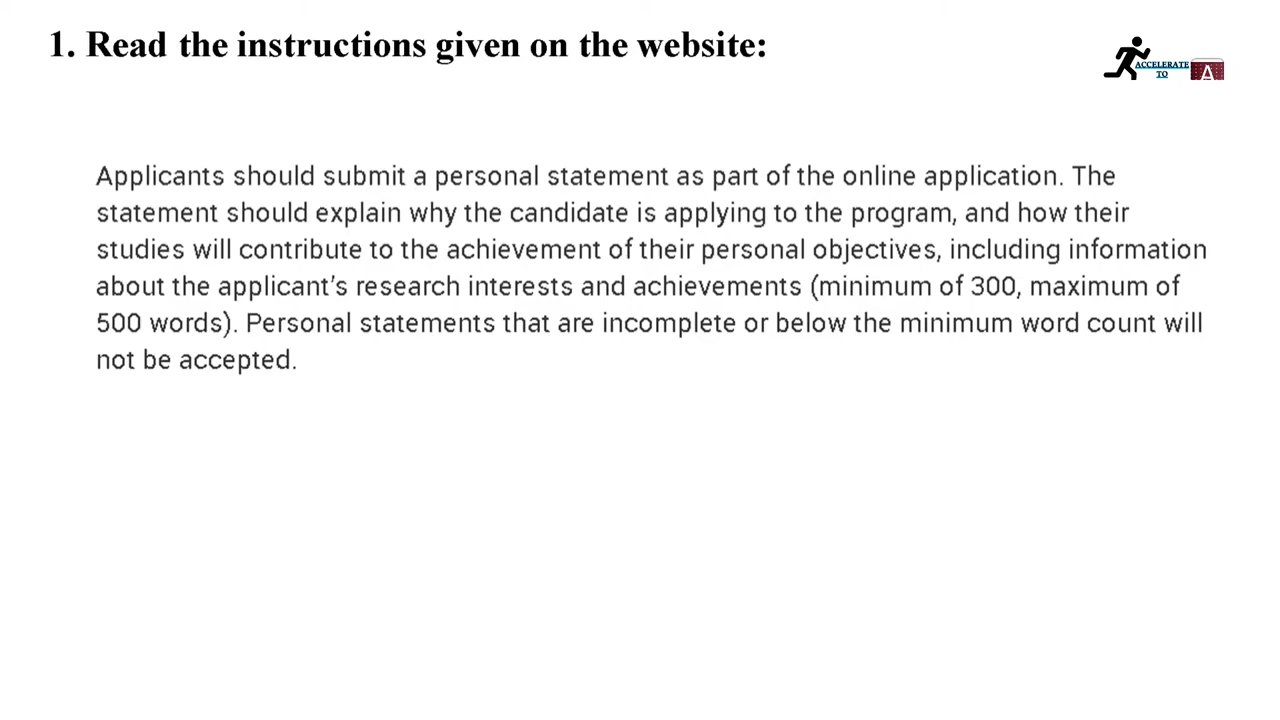 1. Read the instructions given on the website:
ACCELERATE
TO
A
Applicants should submit a personal statement as part of the online application. The
statement should explain why the candidate is applying to the program, and how their
studies will contribute to the achievement of their personal objectives, including information
about the applicant’s research interests and achievements (minimum of 300, maximum of
500 words). Personal statements that are incomplete or below the minimum word count will
not be accepted.